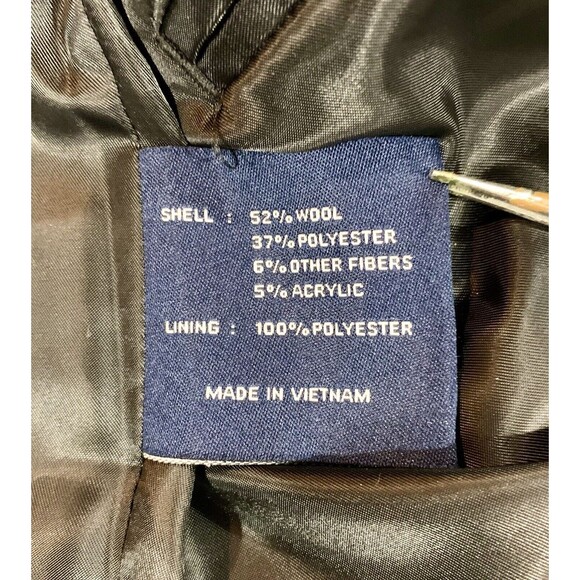 SHELL : 52% WOOL
37% POLYESTER
6% OTHER FIBERS
5% ACRYLIC
LINING : 100% POLYESTER
MADE IN VIETNAM